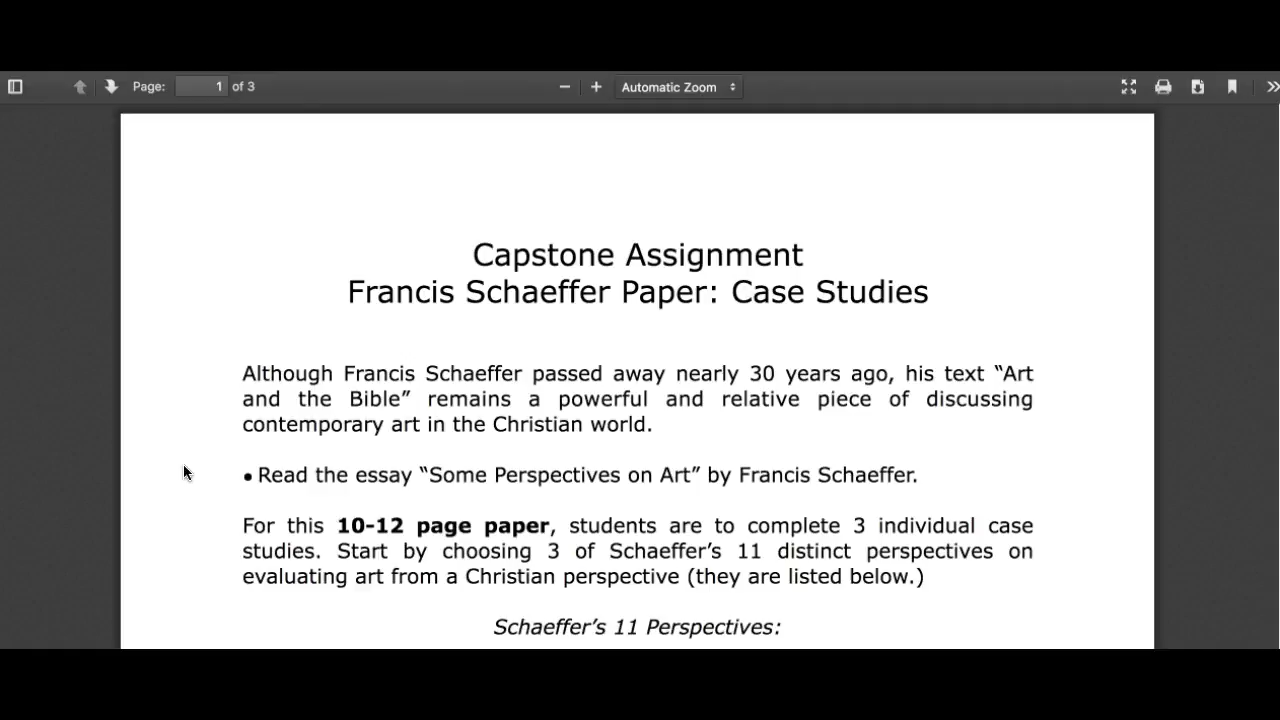 Page: 1 of 3 Automatic Zoom
Capstone Assignment
Francis Schaeffer Paper: Case Studies
Although Francis Schaeffer passed away nearly 30 years ago, his text “Art
and the Bible” remains a powerful and relative piece of discussing
contemporary art in the Christian world.
• Read the essay “Some Perspectives on Art” by Francis Schaeffer.
For this 10-12 page paper, students are to complete 3 individual case
studies. Start by choosing 3 of Schaeffer’s 11 distinct perspectives on
evaluating art from a Christian perspective (they are listed below.)
Schaeffer’s 11 Perspectives: